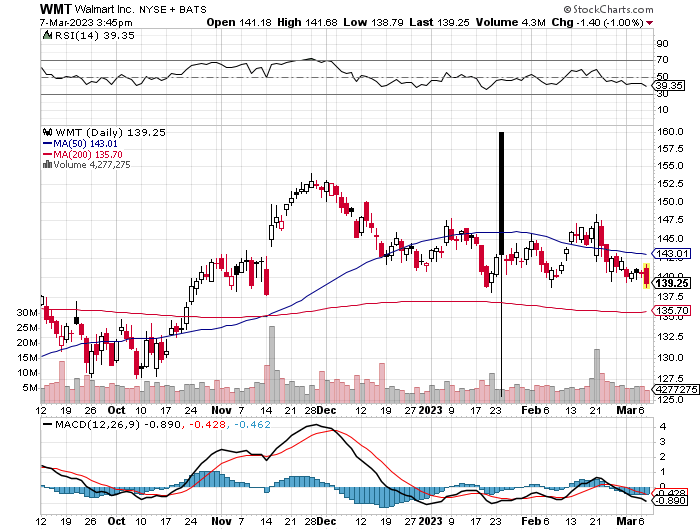 WMT Walmart Inc. NYSE + BATS © StockCharts.com
7-Mar-2023 3:45pm Open 141.18 High 141.68 Low 138.79 Last 139.25 Volume 4.3M Chg -1.40 (-1.00%)
RSI(14) 39.35
90
70
50
39.35
30
10
WMT (Daily) 139.25
MA(50) 143.01
MA(200) 135.70
Volume 4,277,275
160.0
157.5
155.0
152.5
150.0
147.5
145.0
143.01
142.5
140.0
139.25
137.5
135.70
135.0
132.5
130.0
127.5
4277275
125.0
30M
25M
20M
15M
10M
5M
12 19 26 Oct 10 17 24 Nov 7 14 21 28 Dec 12 19 27 2023 9 17 23 Feb 6 13 21 Mar 6
MACD(12,26,9) -0.890, -0.428, -0.462
4
3
2
1
0
-0.428
-0.890
12 19 26 Oct 10 17 24 Nov 7 14 21 28 Dec 12 19 27 2023 9 17 23 Feb 6 13 21 Mar 6